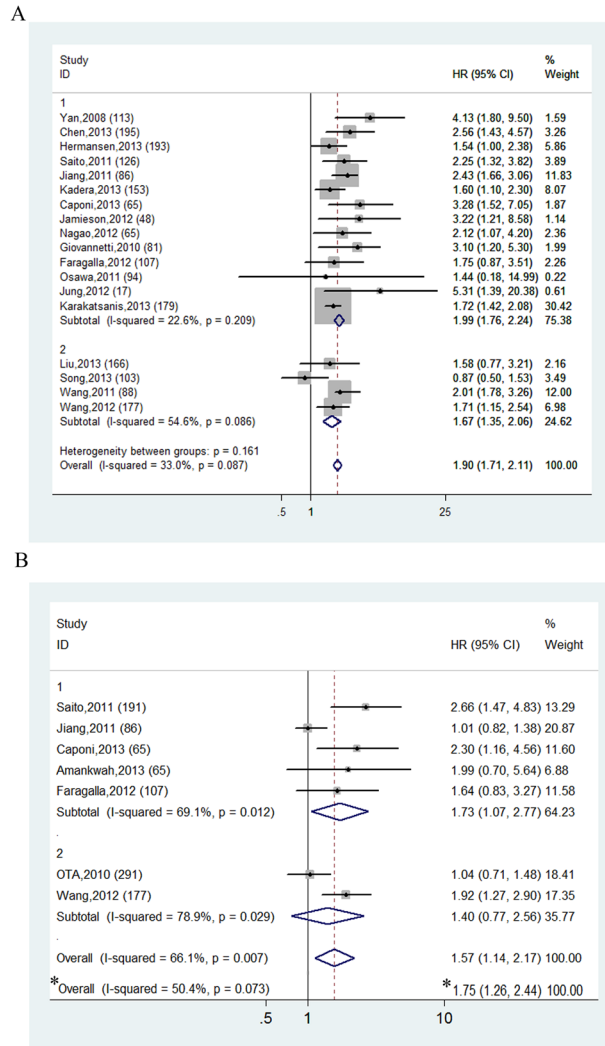 A
Study % 
ID HR (95% CI) Weight
1
Yan,2008 (113) 4.13 (1.80, 9.50) 1.59
Chen,2013 (195) 2.56 (1.43, 4.57) 3.26
Hermansen,2013 (193) 1.54 (1.00, 2.38) 5.86
Saito,2011 (126) 2.25 (1.32, 3.82) 3.89
Jiang,2011 (86) 2.43 (1.66, 3.06) 11.83
Kadera,2013 (153) 1.60 (1.10, 2.30) 8.07
Caponi,2013 (65) 3.28 (1.52, 7.05) 1.87
Jamieson,2012 (48) 3.22 (1.21, 8.58) 1.14
Nagao,2012 (65) 2.12 (1.07, 4.20) 2.36
Giovannetti,2010 (81) 3.10 (1.20, 5.30) 1.99
Faragalla,2012 (107) 1.75 (0.87, 3.51) 2.26
Osawa,2011 (94) 1.44 (0.18, 14.99) 0.22
Jung,2012 (17) 5.31 (1.39, 20.38) 0.61
Karakatsanis,2013 (179) 1.72 (1.42, 2.08) 30.42
Subtotal (I-squared = 22.6%, p = 0.209) 1.99 (1.76, 2.24) 75.38
2
Liu,2013 (166) 1.58 (0.77, 3.21) 2.16
Song,2013 (103) 0.87 (0.50, 1.53) 3.49
Wang,2011 (88) 2.01 (1.78, 3.26) 12.00
Wang,2012 (177) 1.71 (1.15, 2.54) 6.98
Subtotal (I-squared = 54.6%, p = 0.086) 1.67 (1.35, 2.06) 24.62
Heterogeneity between groups: p = 0.161
Overall (I-squared = 33.0%, p = 0.087) 1.90 (1.71, 2.11) 100.00
.5 1 25
B
Study %
ID HR (95% CI) Weight
1
Saito,2011 (191) 2.66 (1.47, 4.83) 13.29
Jiang,2011 (86) 1.01 (0.82, 1.38) 20.87
Caponi,2013 (65) 2.30 (1.16, 4.56) 11.60
Amankwah,2013 (65) 1.99 (0.70, 5.64) 6.88
Faragalla,2012 (107) 1.64 (0.83, 3.27) 11.58
Subtotal (I-squared = 69.1%, p = 0.012) 1.73 (1.07, 2.77) 64.23
.
2
OTA,2010 (291) 1.04 (0.71, 1.48) 18.41
Wang,2012 (177) 1.92 (1.27, 2.90) 17.35
Subtotal (I-squared = 78.9%, p = 0.029) 1.40 (0.77, 2.56) 35.77
.
Overall (I-squared = 66.1%, p = 0.007) 1.57 (1.14, 2.17) 100.00
*Overall (I-squared = 50.4%, p = 0.073) *1.75 (1.26, 2.44) 100.00
.5 1 10